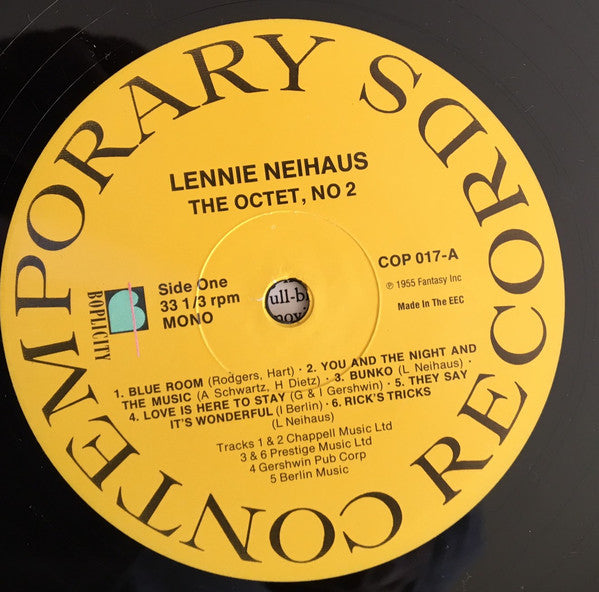 CONTEMPORARY RECORDS
LENNIE NEIHAUS
THE OCTET, NO 2
Side One
33 1/3 rpm
MONO
COP 017-A
℗ 1955 Fantasy Inc
Made In The EEC
BOPLICITY
ull-b
1. BLUE ROOM (Rodgers, Hart) · 2. YOU AND THE NIGHT AND
THE MUSIC (A Schwartz, H Dietz) · 3. BUNKO (L Neihaus) ·
4. LOVE IS HERE TO STAY (G & I Gershwin) · 5. THEY SAY
IT'S WONDERFUL (I Berlin) · 6. RICK'S TRICKS
(L Neihaus)
Tracks 1 & 2 Chappell Music Ltd
3 & 6 Prestige Music Ltd
4 Gershwin Pub Corp
5 Berlin Music